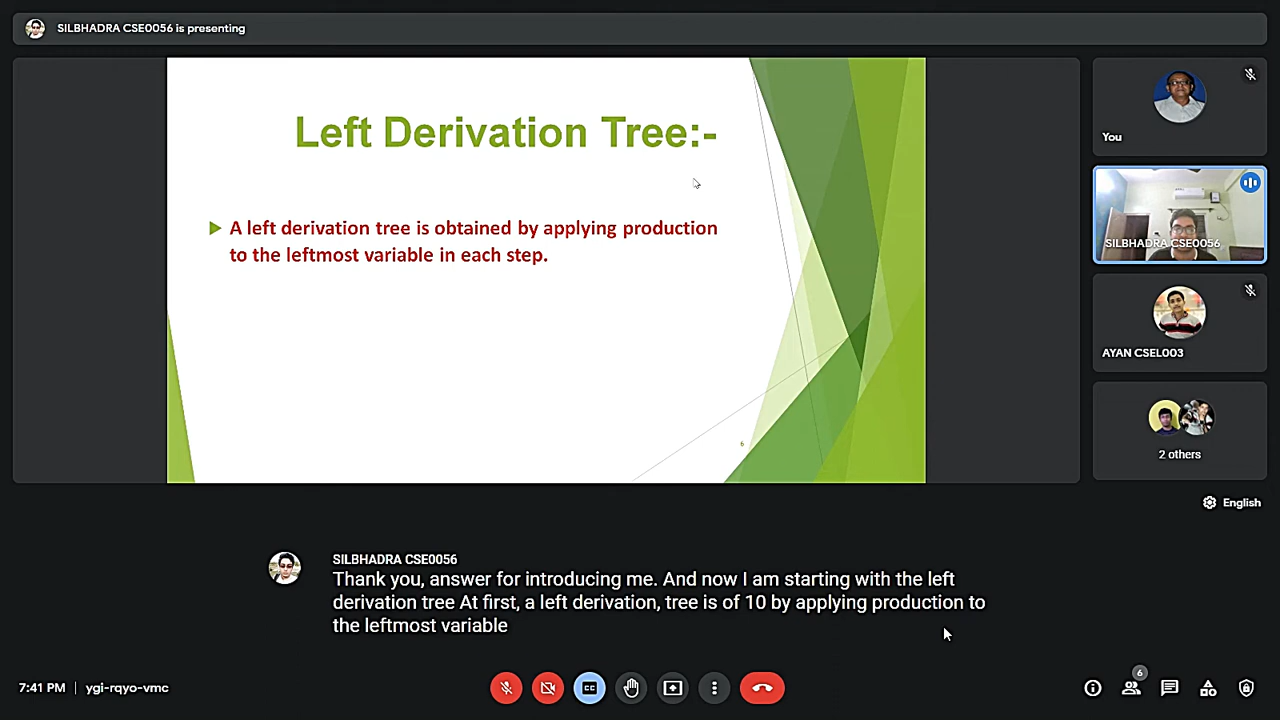 SILBHADRA CSE0056 is presenting
Left Derivation Tree:-
A left derivation tree is obtained by applying production
to the leftmost variable in each step.
6
You
SILBHADRA CSE0056
AYAN CSEL003
2 others
English
SILBHADRA CSE0056
Thank you, answer for introducing me. And now I am starting with the left
derivation tree At first, a left derivation, tree is of 10 by applying production to
the leftmost variable
7:41 PM | ygi-rqyo-vmc
CC
6